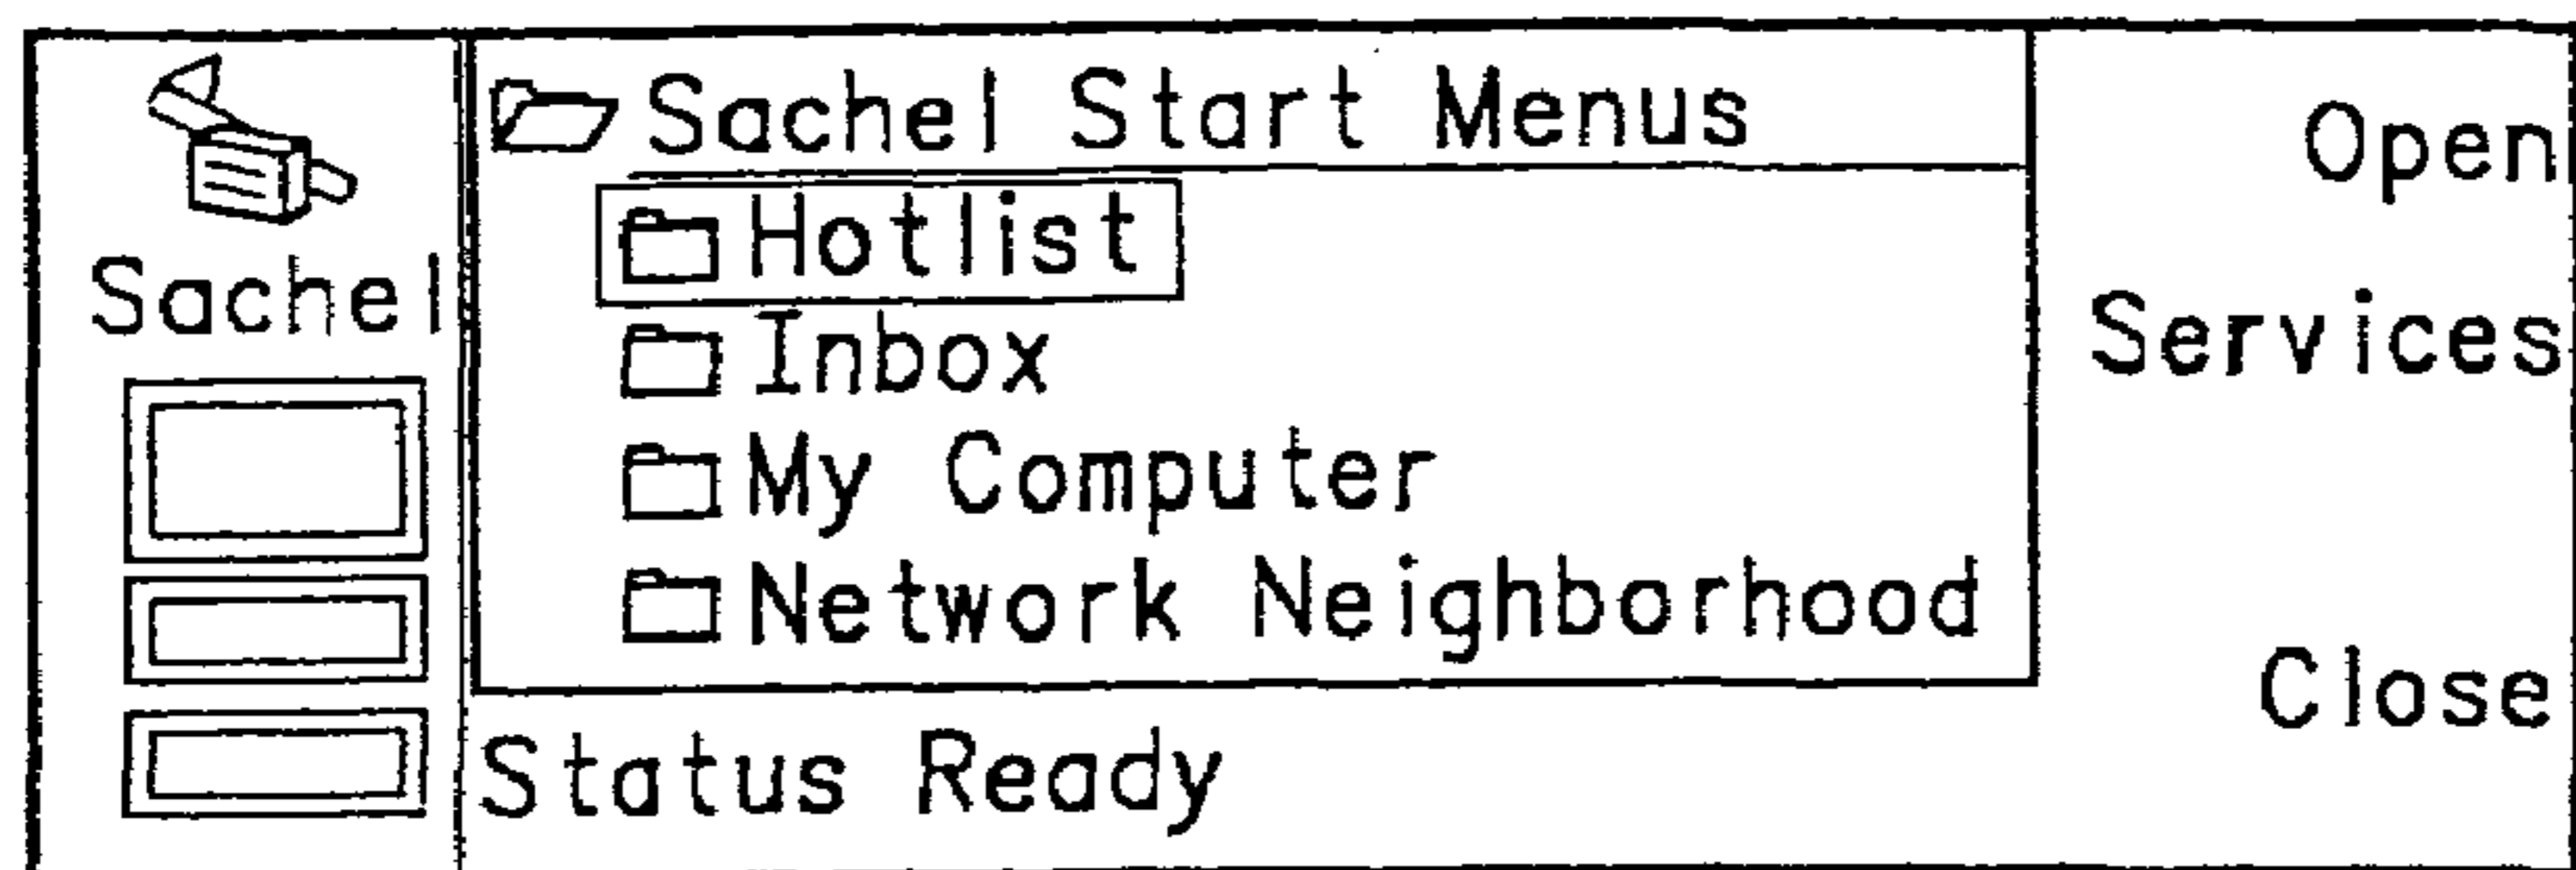 Sachel
Sachel Start Menus
Hotlist
Inbox
My Computer
Network Neighborhood
Status Ready
Open
Services
Close